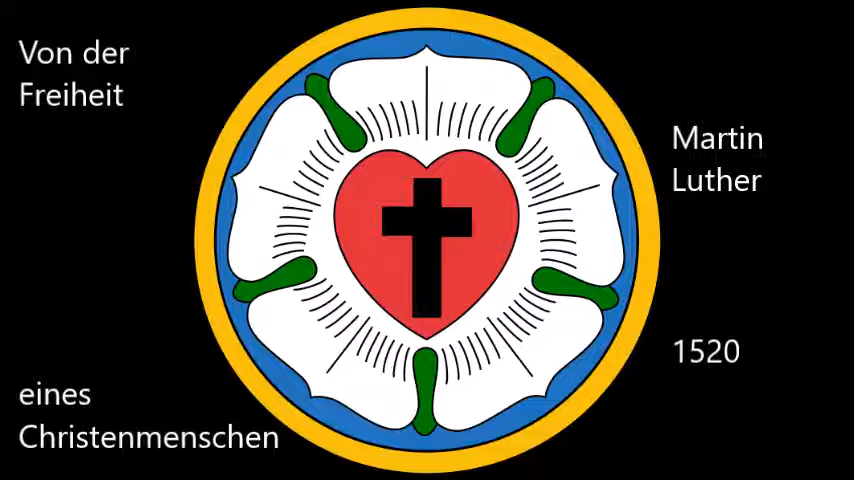 Von der
Freiheit
eines
Christenmenschen
Martin
Luther
1520